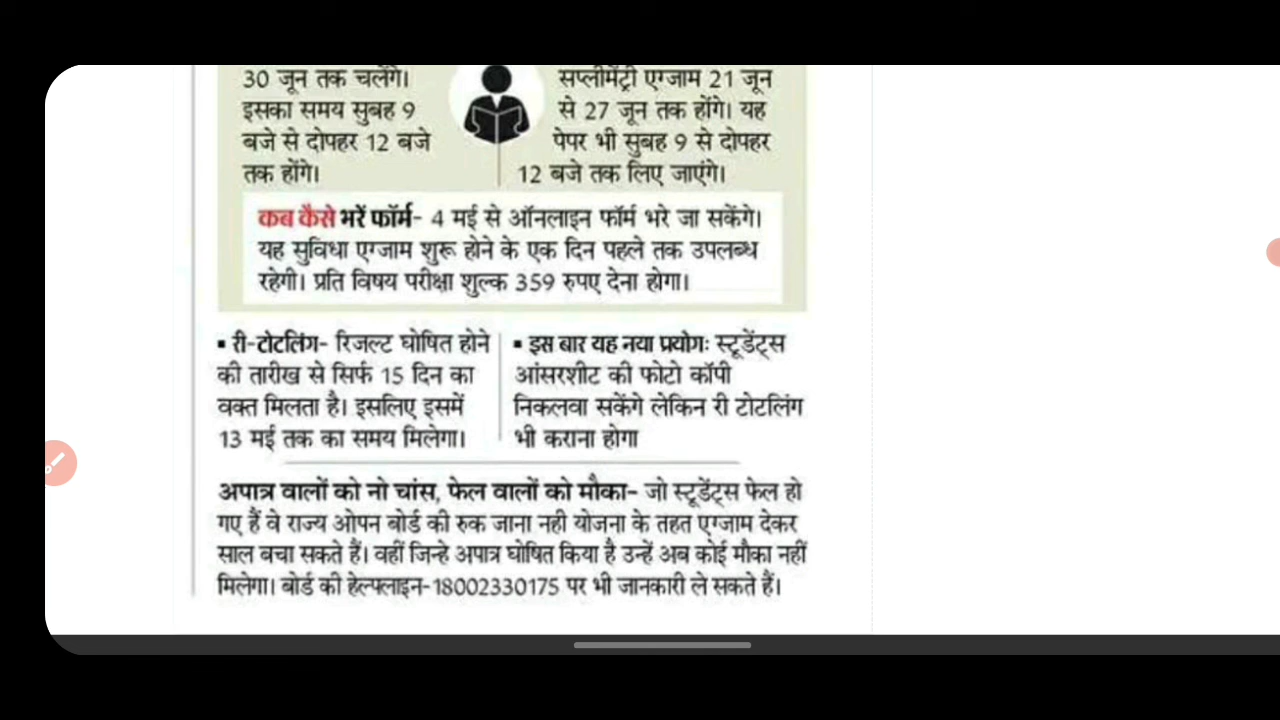 30 जून तक चलेंगे।
इसका समय सुबह 9
बजे से दोपहर 12 बजे
तक होंगे।
सप्लीमेंट्री एग्जाम 21 जून
से 27 जून तक होंगे। यह
पेपर भी सुबह 9 से दोपहर
12 बजे तक लिए जाएंगे।
कब कैसे भरें फॉर्म- 4 मई से ऑनलाइन फॉर्म भरे जा सकेंगे।
यह सुविधा एग्जाम शुरू होने के एक दिन पहले तक उपलब्ध
रहेगी। प्रति विषय परीक्षा शुल्क 359 रुपए देना होगा।
▪ री-टोटलिंग- रिजल्ट घोषित होने
की तारीख से सिर्फ 15 दिन का
वक्त मिलता है। इसलिए इसमें
13 मई तक का समय मिलेगा।
▪ इस बार यह नया प्रयोगः स्टूडेंट्स
आंसरशीट की फोटो कॉपी
निकलवा सकेंगे लेकिन री टोटलिंग
भी कराना होगा
अपात्र वालों को नो चांस, फेल वालों को मौका- जो स्टूडेंट्स फेल हो
गए हैं वे राज्य ओपन बोर्ड की रुक जाना नही योजना के तहत एग्जाम देकर
साल बचा सकते हैं। वहीं जिन्हे अपात्र घोषित किया है उन्हें अब कोई मौका नहीं
मिलेगा। बोर्ड की हेल्पलाइन-18002330175 पर भी जानकारी ले सकते हैं।